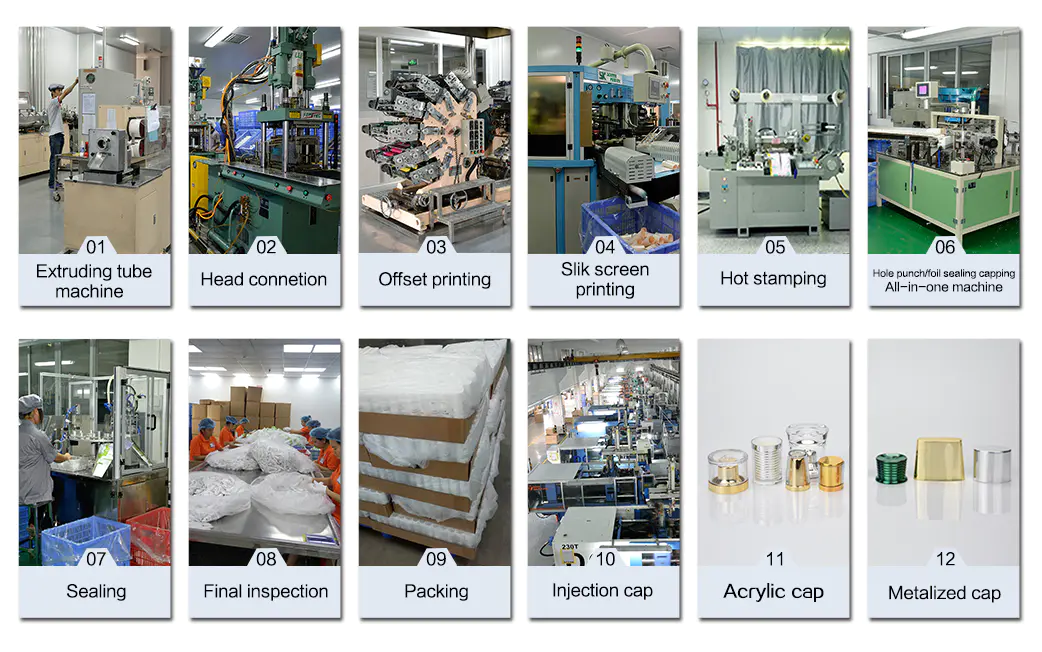 01
Extruding tube
machine
02
Head connetion
03
Offset printing
04
Slik screen
printing
05
Hot stamping
06
Hole punch/foil sealing capping
All-in-one machine
07
Sealing
08
Final inspection
09
Packing
230T
10
Injection cap
11
Acrylic cap
12
Metalized cap